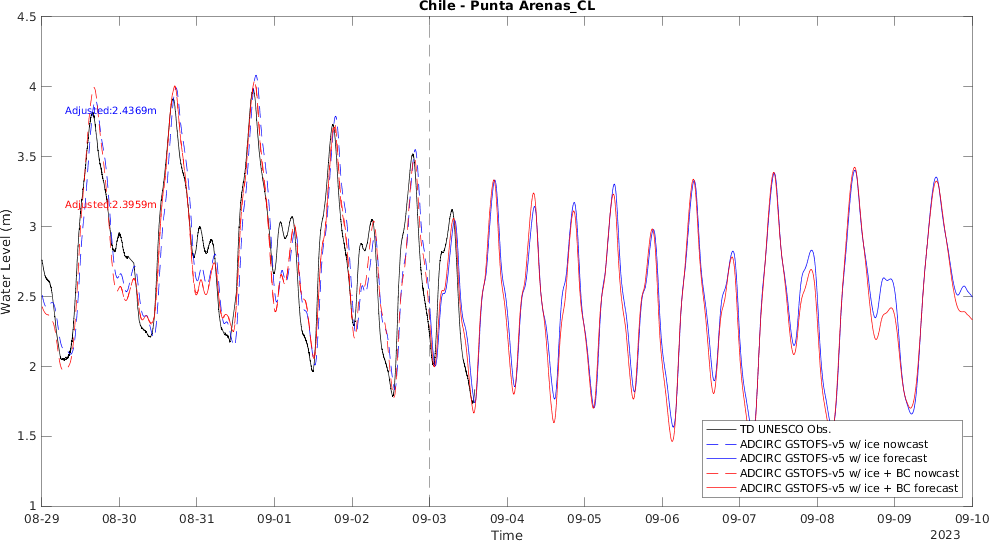 Chile - Punta Arenas_CL
4.5
4
3.5
3
2.5
2
1.5
1
Water Level (m)
Adjusted:2.4369m
Adjusted:2.3959m
TD UNESCO Obs.
ADCIRC GSTOFS-v5 w/ ice nowcast
ADCIRC GSTOFS-v5 w/ ice forecast
ADCIRC GSTOFS-v5 w/ ice + BC nowcast
ADCIRC GSTOFS-v5 w/ ice + BC forecast
08-29 08-30 08-31 09-01 09-02 09-03 09-04 09-05 09-06 09-07 09-08 09-09 09-10
Time
2023